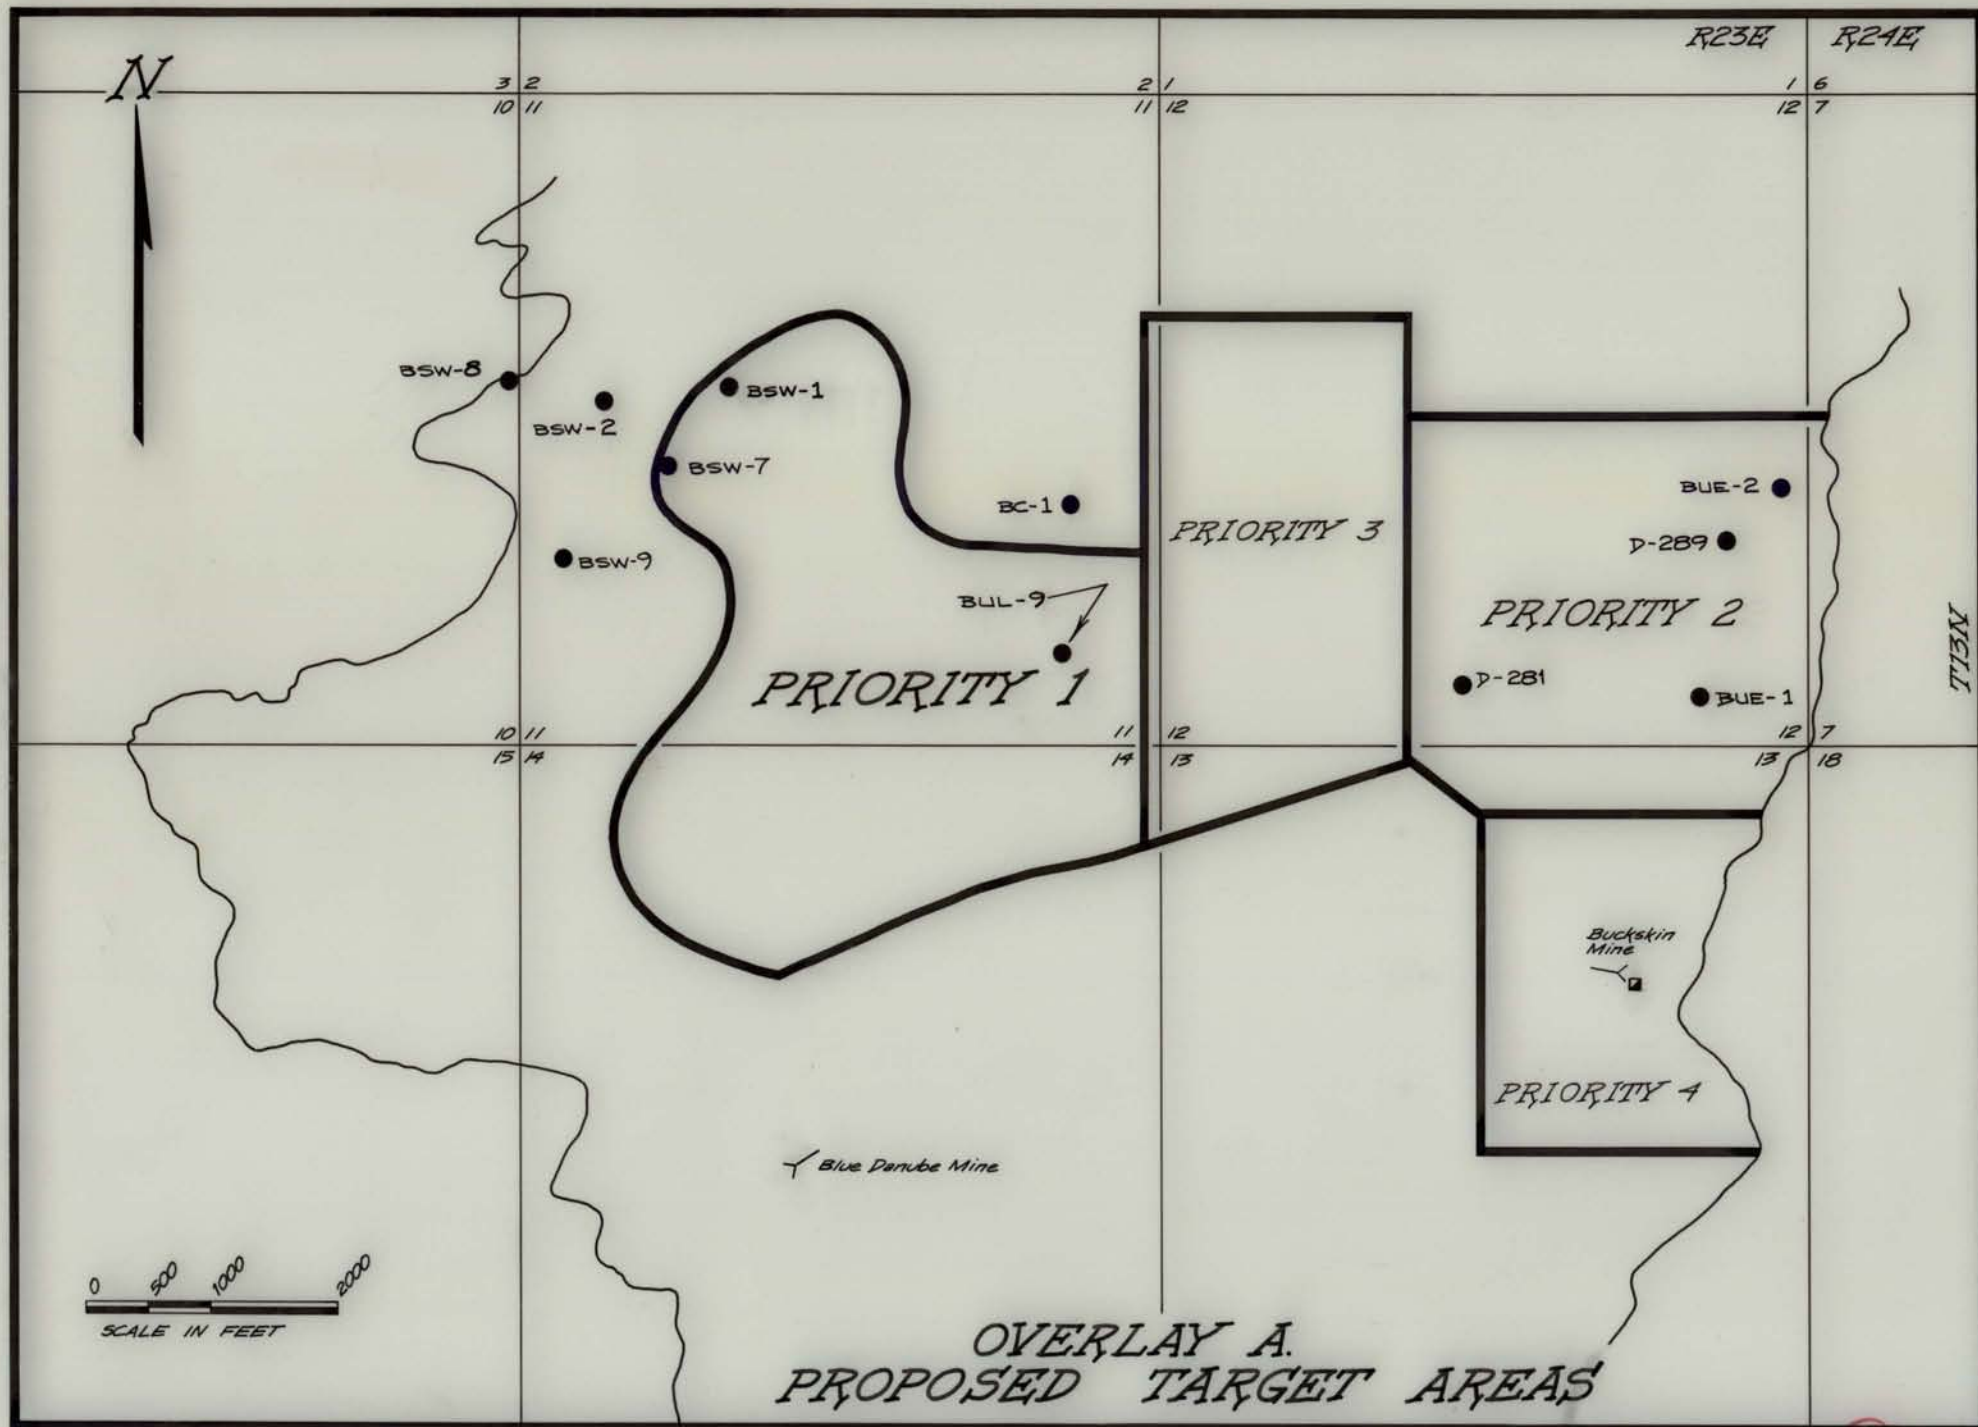 R23E R24E
N
3 2
10 11
2 1
11 12
1 6
12 7
BSW-8
BSW-2
BSW-1
BSW-7
BSW-9
BC-1
BUL-9
PRIORITY 1
PRIORITY 3
BUE-2
D-289
PRIORITY 2
D-281
BUE-1
T13N
10 11
15 14
11 12
14 13
12 7
13 18
Buckskin
Mine
PRIORITY 4
Blue Danube Mine
0 500 1000 2000
SCALE IN FEET
OVERLAY A.
PROPOSED TARGET AREAS